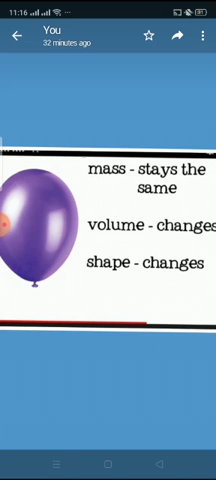 11:16
You
32 minutes ago
mass - stays the
same
volume - changes
shape - changes